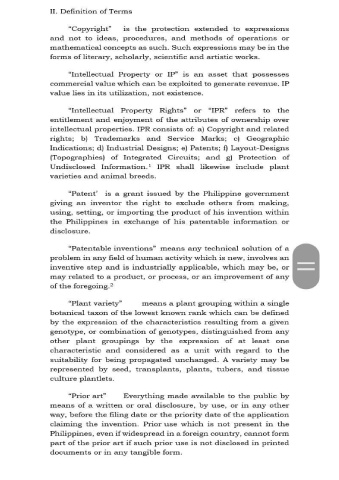 II. Definition of Terms
"Copyright" is the protection extended to expressions
and not to ideas, procedures, and methods of operations or
mathematical concepts as such. Such expressions may be in the
forms of literary, scholarly, scientific and artistic works.
"Intellectual Property or IP" is an asset that possesses
commercial value which can be exploited to generate revenue. IP
value lies in its utilization, not existence.
"Intellectual Property Rights" or "IPR" refers to the
entitlement and enjoyment of the attributes of ownership over
intellectual properties. IPR consists of: a) Copyright and related
rights; b) Trademarks and Service Marks; c) Geographic
Indications; d) Industrial Designs; e) Patents; f) Layout-Designs
(Topographies) of Integrated Circuits; and g) Protection of
Undisclosed Information.¹ IPR shall likewise include plant
varieties and animal breeds.
"Patent' is a grant issued by the Philippine government
giving an inventor the right to exclude others from making,
using, setting, or importing the product of his invention within
the Philippines in exchange of his patentable information or
disclosure.
"Patentable inventions" means any technical solution of a
problem in any field of human activity which is new, involves an
inventive step and is industrially applicable, which may be, or
may related to a product, or process, or an improvement of any
of the foregoing.²
"Plant variety" means a plant grouping within a single
botanical taxon of the lowest known rank which can be defined
by the expression of the characteristics resulting from a given
genotype, or combination of genotypes, distinguished from any
other plant groupings by the expression of at least one
characteristic and considered as a unit with regard to the
suitability for being propagated unchanged. A variety may be
represented by seed, transplants, plants, tubers, and tissue
culture plantlets.
"Prior art" Everything made available to the public by
means of a written or oral disclosure, by use, or in any other
way, before the filing date or the priority date of the application
claiming the invention. Prior use which is not present in the
Philippines, even if widespread in a foreign country, cannot form
part of the prior art if such prior use is not disclosed in printed
documents or in any tangible form.